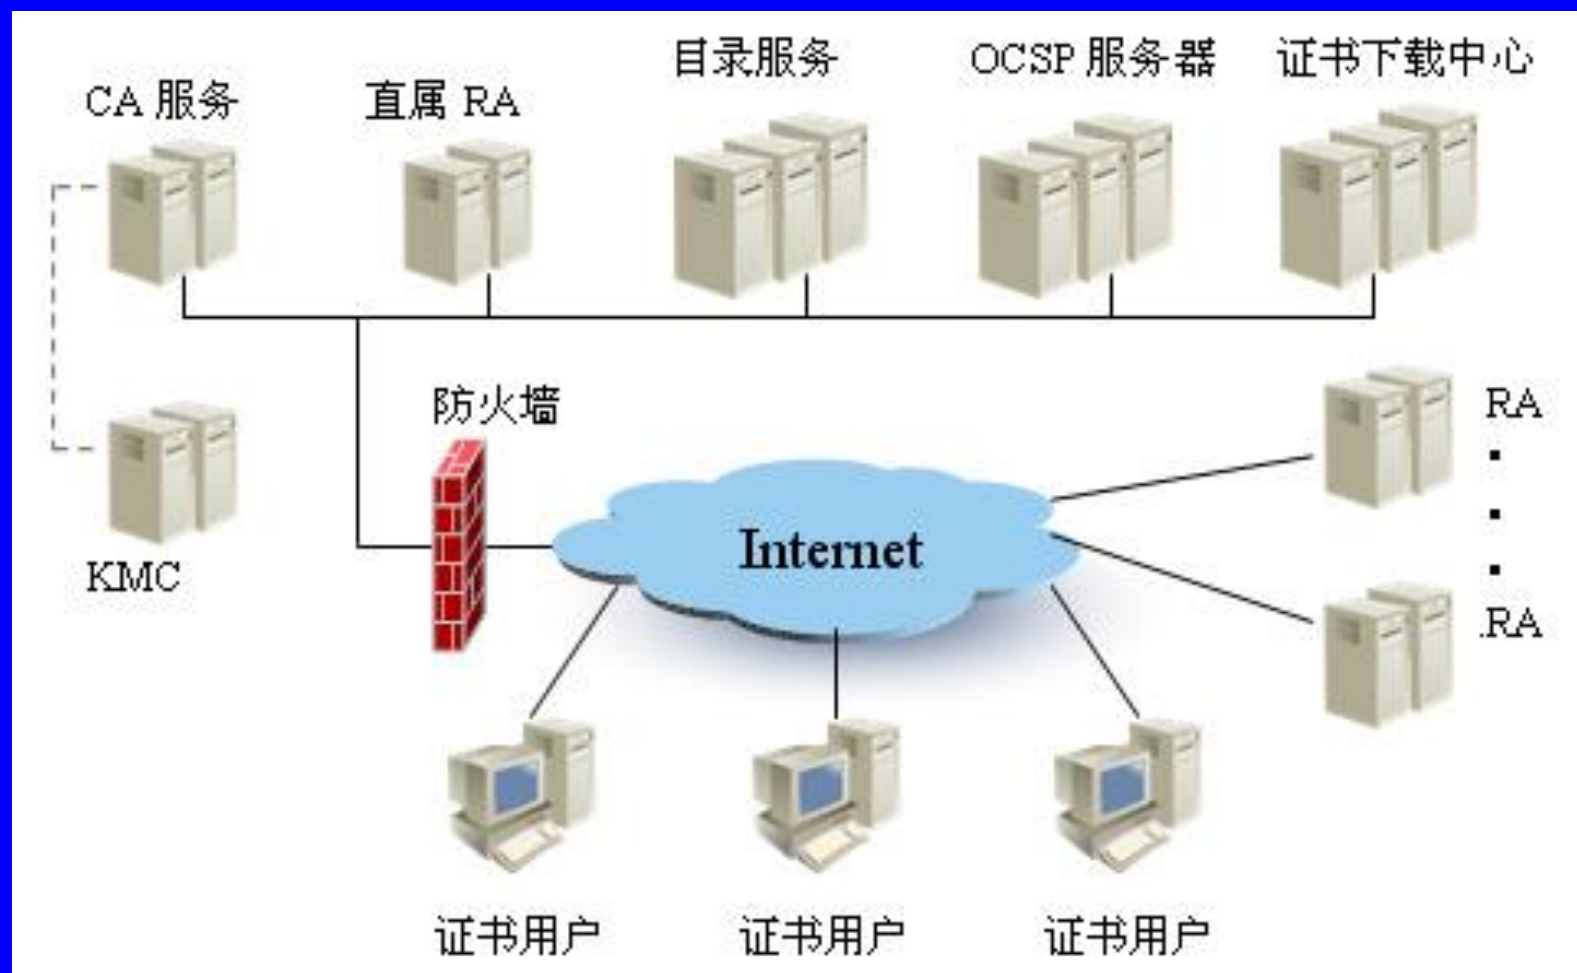 CA 服务
直属 RA
目录服务
OCSP 服务器
证书下载中心
防火墙
RA
KMC
Internet
.RA
证书用户
证书用户
证书用户